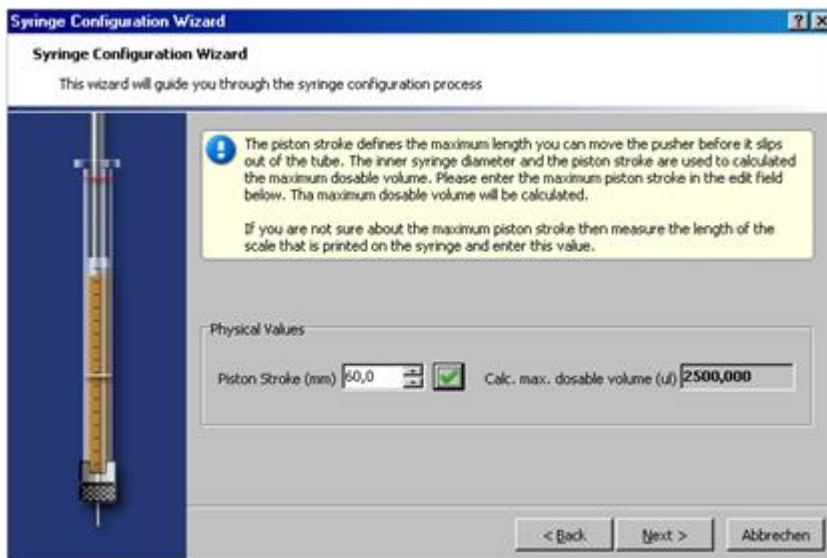 Syringe Configuration Wizard
Syringe Configuration Wizard
This wizard will guide you through the syringe configuration process
The piston stroke defines the maximum length you can move the pusher before it slips
out of the tube. The inner syringe diameter and the piston stroke are used to calculated
the maximum dosable volume. Please enter the maximum piston stroke in the edit field
below. Tha maximum dosable volume will be calculated.
If you are not sure about the maximum piston stroke then measure the length of the
scale that is printed on the syringe and enter this value.
Physical Values
Piston Stroke (mm) 60,0 Calc. max. dosable volume (ul) 2500,000
< Back Next > Abbrechen